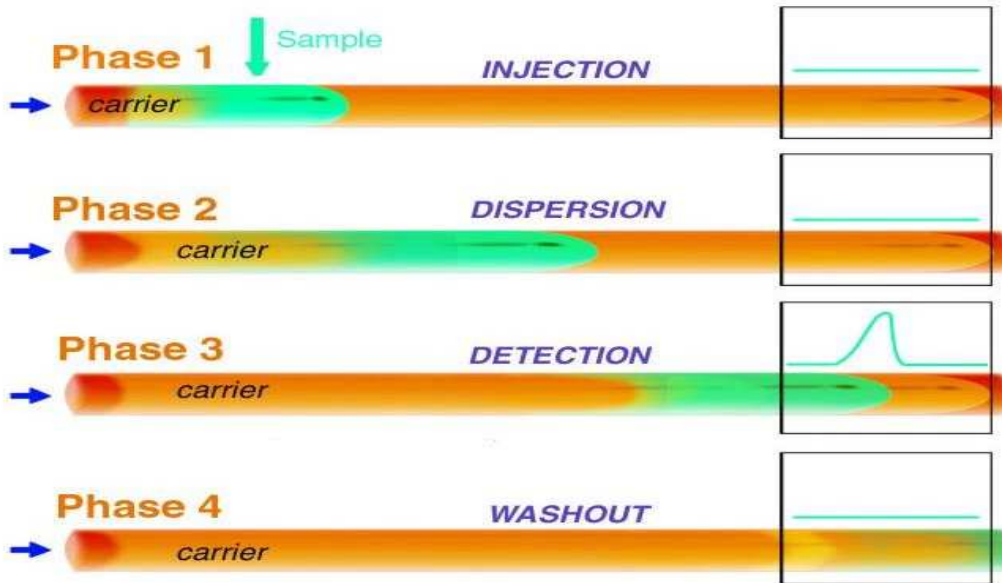 Sample
Phase 1
INJECTION
carrier
Phase 2
DISPERSION
carrier
Phase 3
DETECTION
carrier
Phase 4
WASHOUT
carrier